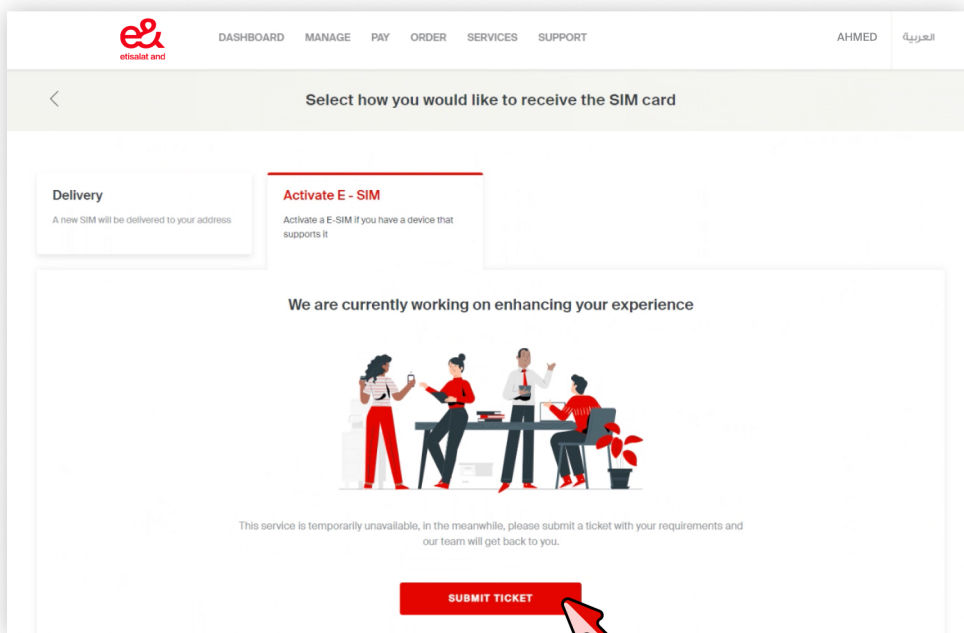 e&
etisalat and
DASHBOARD MANAGE PAY ORDER SERVICES SUPPORT AHMED العربية
Select how you would like to receive the SIM card
Delivery
A new SIM will be delivered to your address
Activate E - SIM
Activate a E-SIM if you have a device that
supports it
We are currently working on enhancing your experience
This service is temporarily unavailable, in the meanwhile, please submit a ticket with your requirements and
our team will get back to you.
SUBMIT TICKET